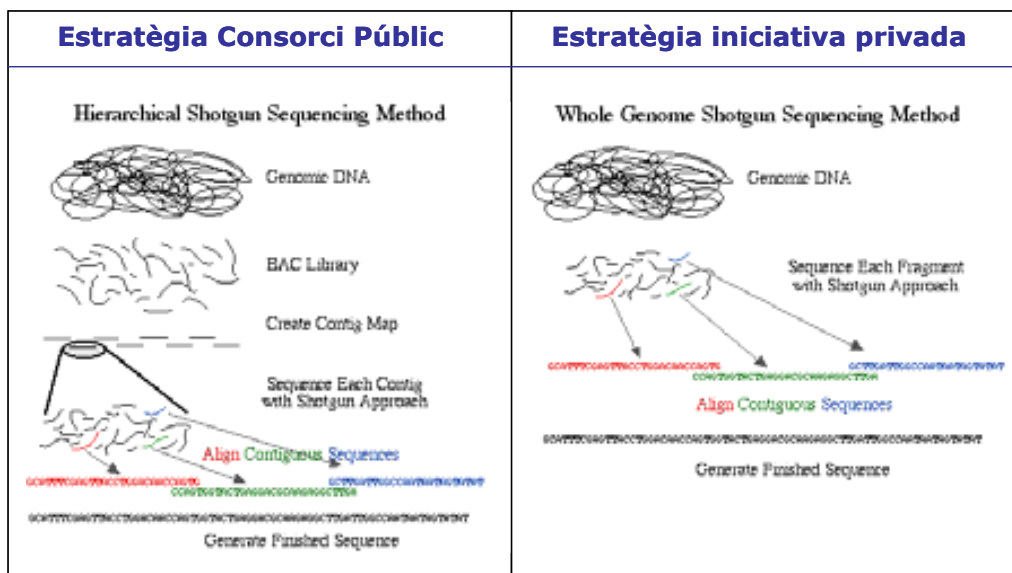 Estratègia Consorci Públic
Hierarchical Shotgun Sequencing Method
Genomic DNA
BAC Library
Create Contig Map
Sequence Each Contig
with Shotgun Approach
Align Contiguous Sequences
Generate Finished Sequence
Estratègia iniciativa privada
Whole Genome Shotgun Sequencing Method
Genomic DNA
Sequence Each Fragment
with Shotgun Approach
Align Contiguous Sequences
Generate Finished Sequence